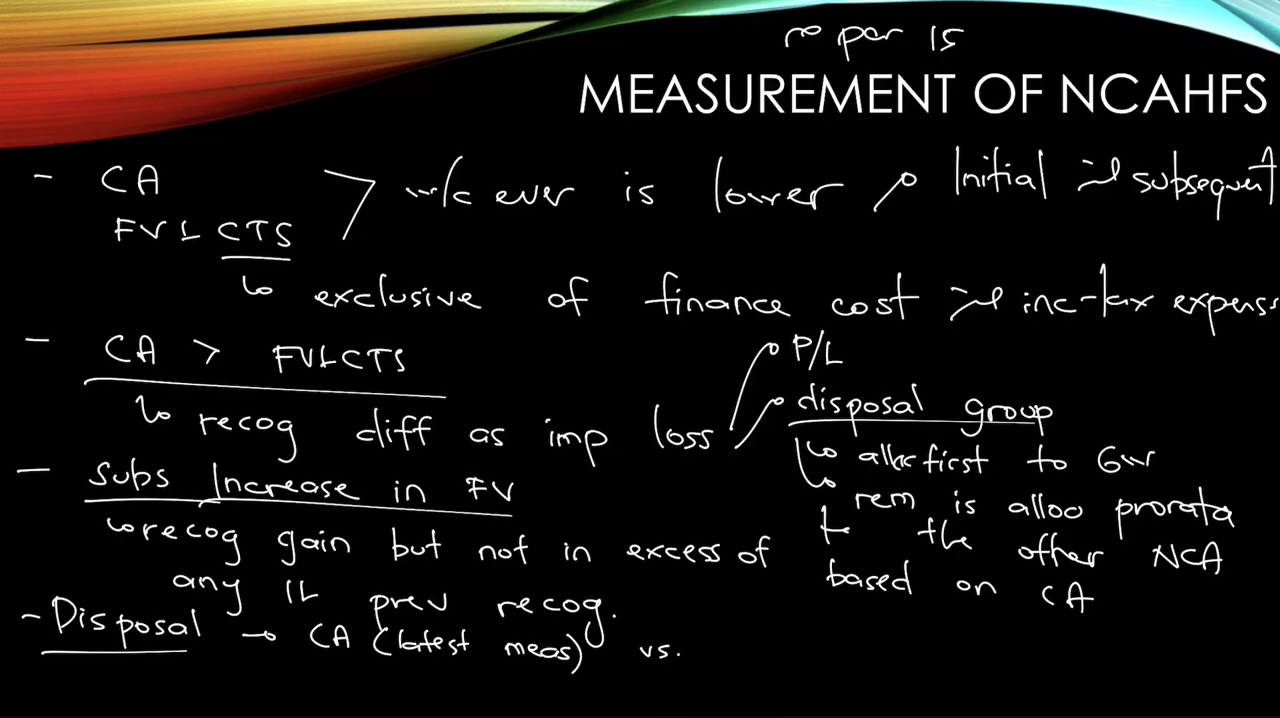 → par 15
MEASUREMENT OF NCAHFS
- CA > w/c ever is lower → Initial & subsequent
FVLCTS
↳ exclusive of finance cost & inc-tax expens
- CA > FVLCTS
→ P/L
→ disposal group
↳ recog diff as imp loss
↳ alloc first to GW
- Subs Increase in FV
↳ rem is alloc prorata
to the other NCA
based on CA
↳ recog gain but not in excess of
any IL prev recog.
- Disposal → CA (latest meas) vs.